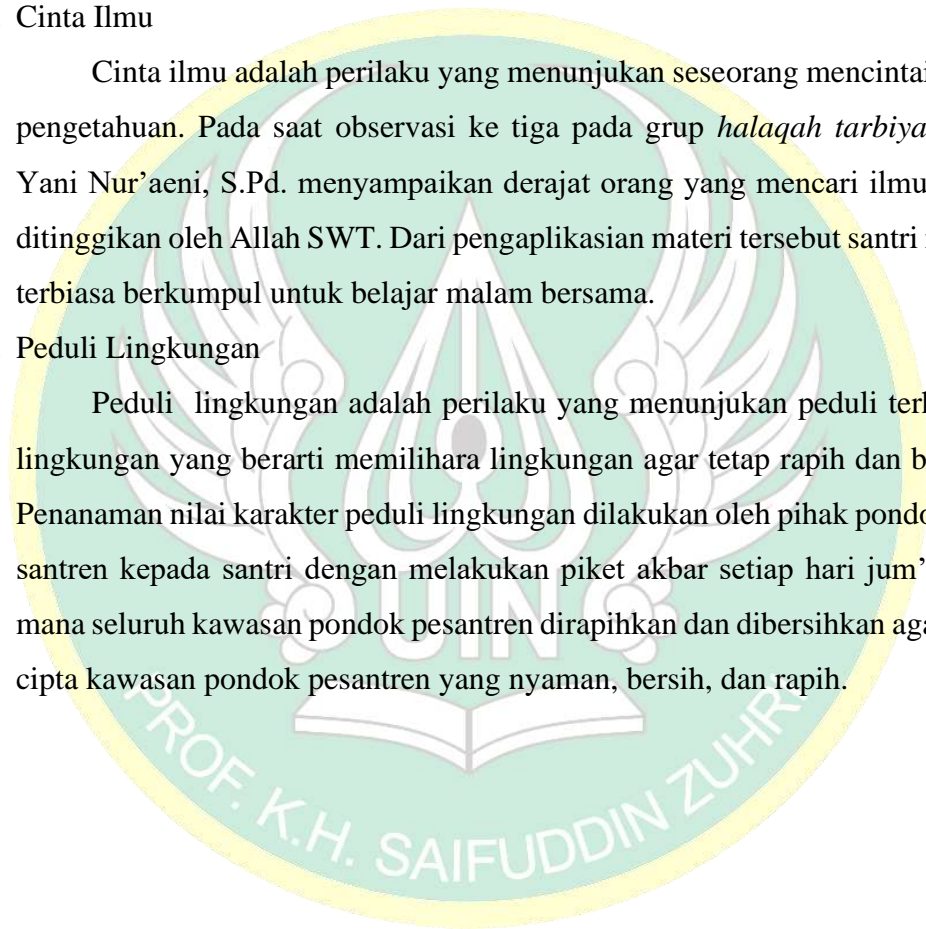 Cinta Ilmu
Cinta ilmu adalah perilaku yang menunjukan seseorang mencintai
pengetahuan. Pada saat observasi ke tiga pada grup halaqah tarbiya
Yani Nur’aeni, S.Pd. menyampaikan derajat orang yang mencari ilmu
ditinggikan oleh Allah SWT. Dari pengaplikasian materi tersebut santri
terbiasa berkumpul untuk belajar malam bersama.
Peduli Lingkungan
Peduli lingkungan adalah perilaku yang menunjukan peduli
lingkungan yang berarti memilihara lingkungan agar tetap rapih dan
Penanaman nilai karakter peduli lingkungan dilakukan oleh pihak
santren kepada santri dengan melakukan piket akbar setiap hari jum’
mana seluruh kawasan pondok pesantren dirapihkan dan dibersihkan
cipta kawasan pondok pesantren yang nyaman, bersih, dan rapih.
UIN
PROF. K.H. SAIFUDDIN ZUHRI